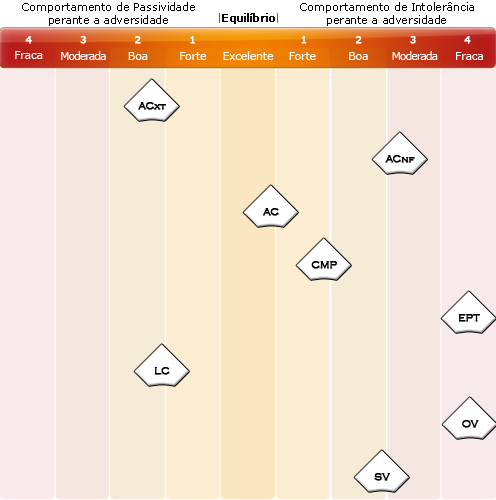 Comportamento de Passividade
perante a adversidade
|Equilíbrio|
Comportamento de Intolerância
perante a adversidade
4 3 2 1 1 2 3 4
Fraca Moderada Boa Forte Excelente Forte Boa Moderada Fraca
ACXT
ACNF
AC
CMP
EPT
LC
OV
SV